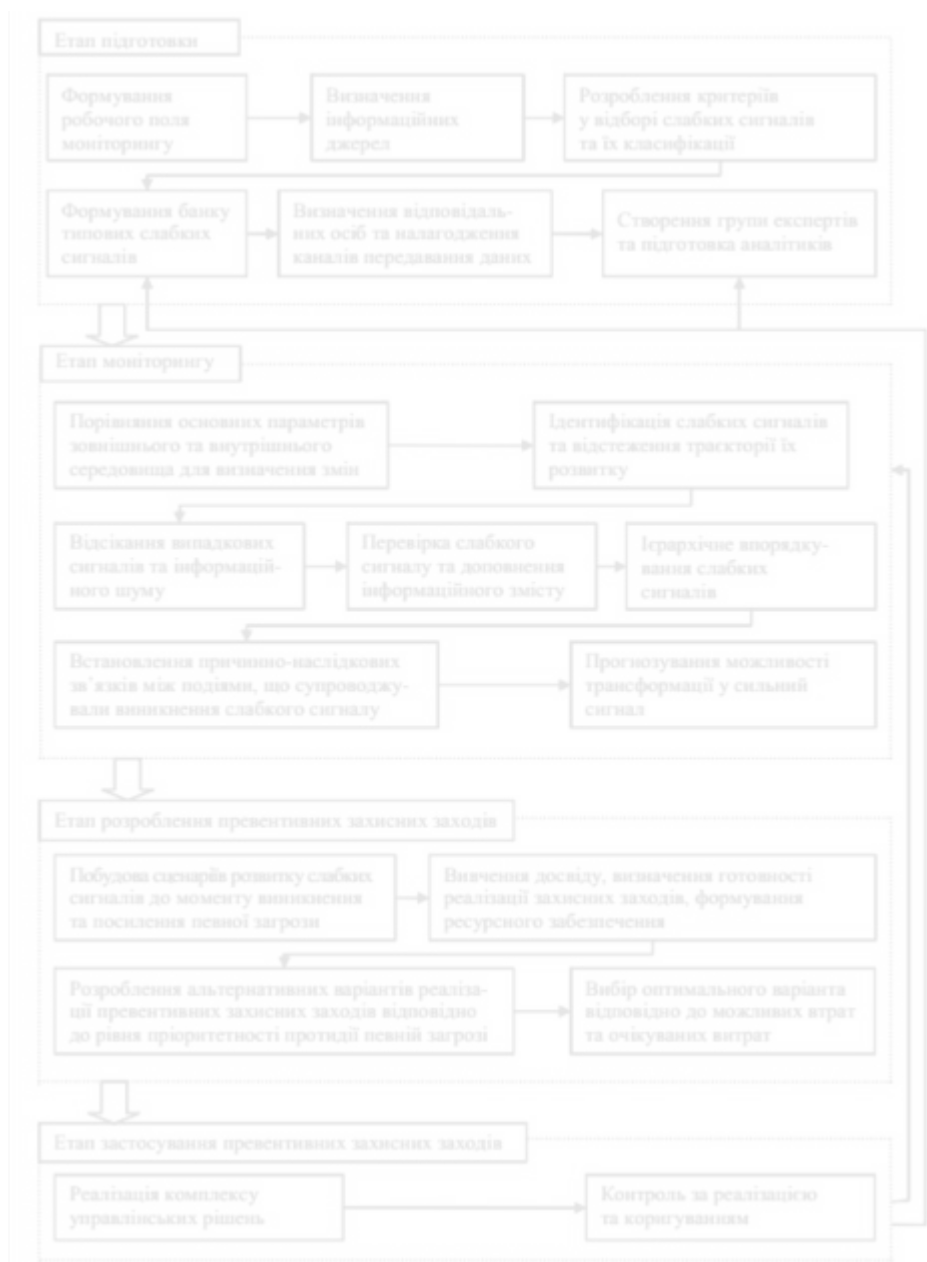 Етап підготовки
Формування
робочого поля
моніторингу
Визначення
інформаційних
джерел
Розроблення критеріїв
у відборі слабких сигналів
та їх класифікації
Формування банку
типових слабких
сигналів
Визначення відповідаль-
них осіб та налагодження
каналів передавання даних
Створення групи експертів
та підготовка аналітиків
Етап моніторингу
Порівняння основних параметрів
зовнішнього та внутрішнього
середовища для визначення змін
Ідентифікація слабких сигналів
та відстеження траєкторії їх
розвитку
Відсікання випадкових
сигналів та інформацій-
ного шуму
Перевірка слабкого
сигналу та доповнення
інформаційного змісту
Ієрархічне впорядку-
вання слабких
сигналів
Встановлення причинно-наслідкових
зв’язків між подіями, що супроводжу-
вали виникнення слабкого сигналу
Прогнозування можливості
трансформації у сильний
сигнал
Етап розроблення превентивних захисних заходів
Побудова сценаріїв розвитку слабких
сигналів до моменту виникнення
та посилення певної загрози
Вивчення досвіду, визначення готовності
реалізації захисних заходів, формування
ресурсного забезпечення
Розроблення альтернативних варіантів реаліза-
ції превентивних захисних заходів відповідно
до рівня пріоритетності протидії певній загрозі
Вибір оптимального варіанта
відповідно до можливих втрат
та очікуваних витрат
Етап застосування превентивних захисних заходів
Реалізація комплексу
управлінських рішень
Контроль за реалізацією
та коригуванням